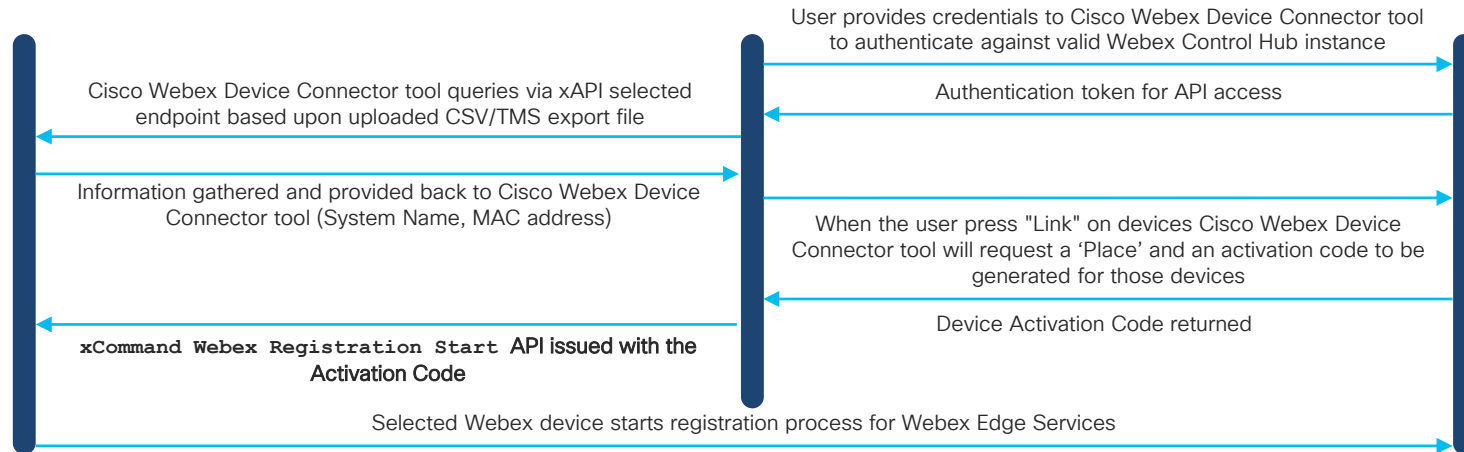 User provides credentials to Cisco Webex Device Connector tool
to authenticate against valid Webex Control Hub instance
Cisco Webex Device Connector tool queries via xAPI selected
endpoint based upon uploaded CSV/TMS export file
Authentication token for API access
Information gathered and provided back to Cisco Webex Device
Connector tool (System Name, MAC address)
When the user press "Link" on devices Cisco Webex Device
Connector tool will request a ‘Place’ and an activation code to be
generated for those devices
Device Activation Code returned
xCommand Webex Registration Start API issued with the
Activation Code
Selected Webex device starts registration process for Webex Edge Services